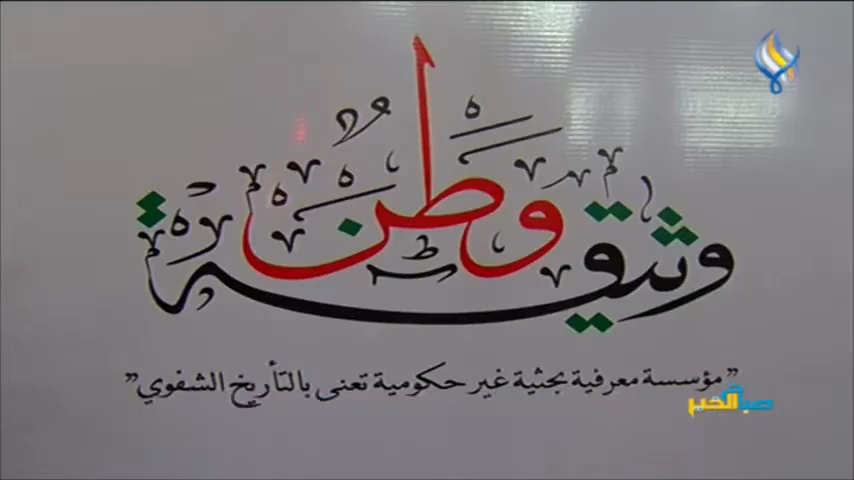 وثيقة وطن
"مؤسسة معرفية بحثية غير حكومية تعنى بالتأريخ الشفوي"
صباح الخير